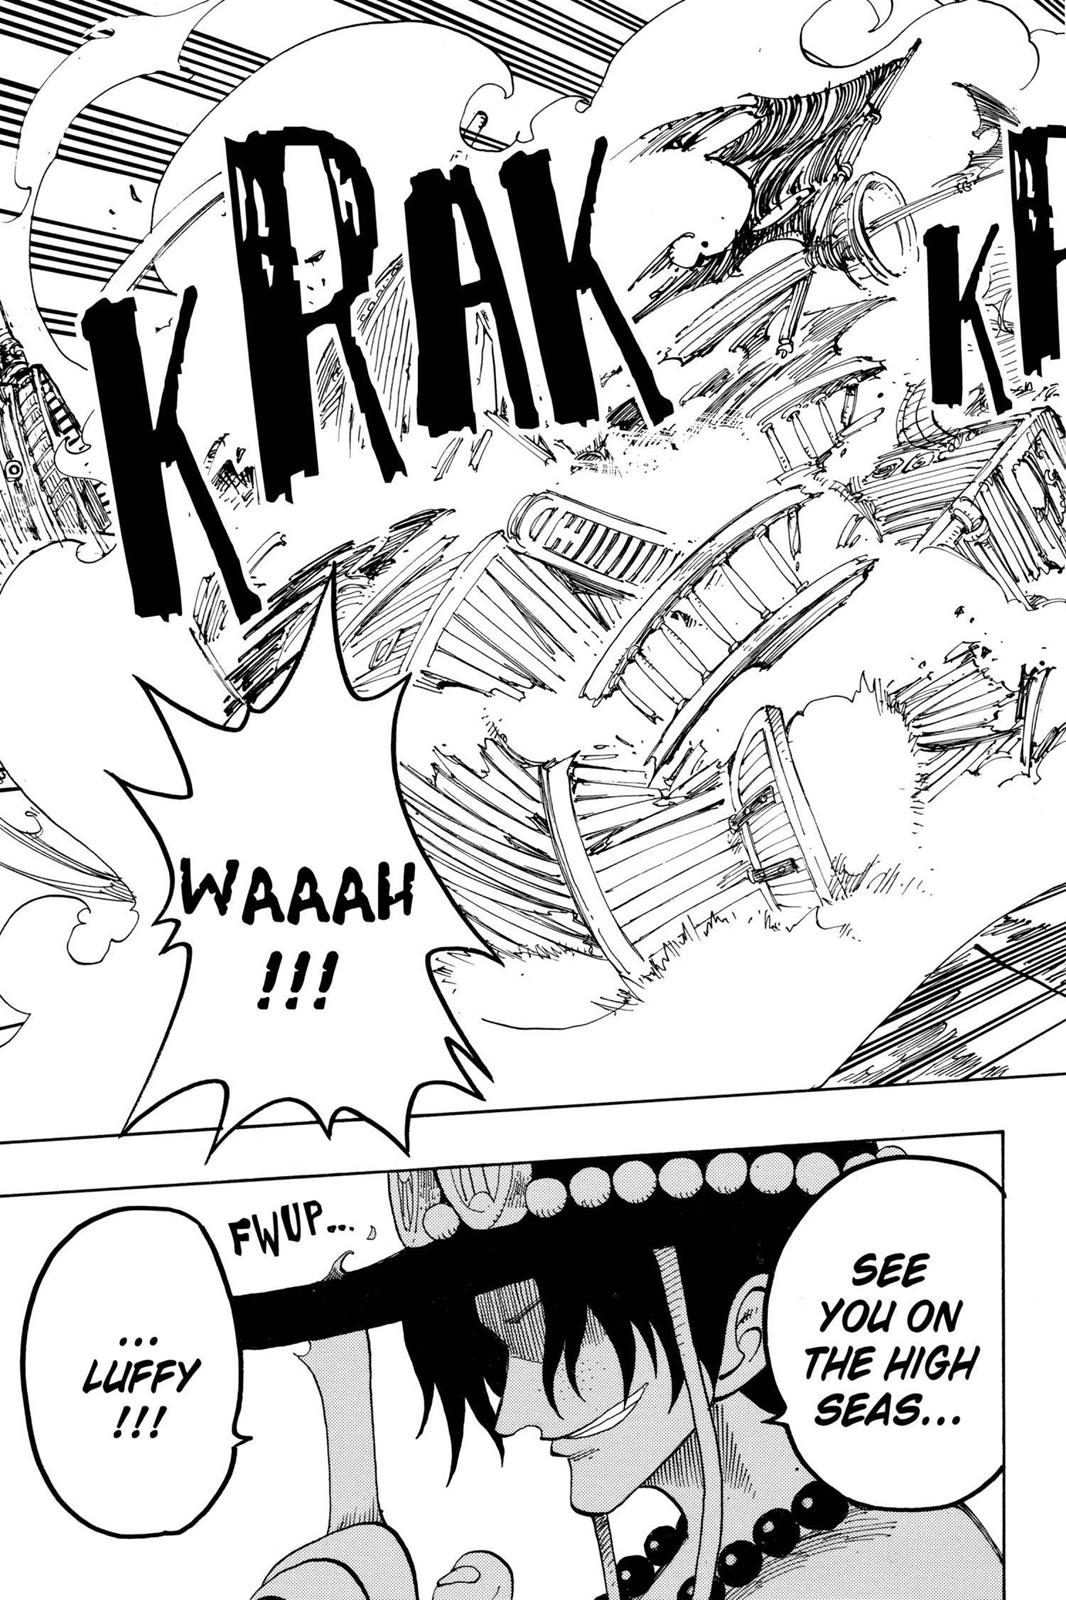 KRAK
KR
WAAAH
!!!
FWUP...
SEE
YOU ON
THE HIGH
SEAS...
...
LUFFY
!!!